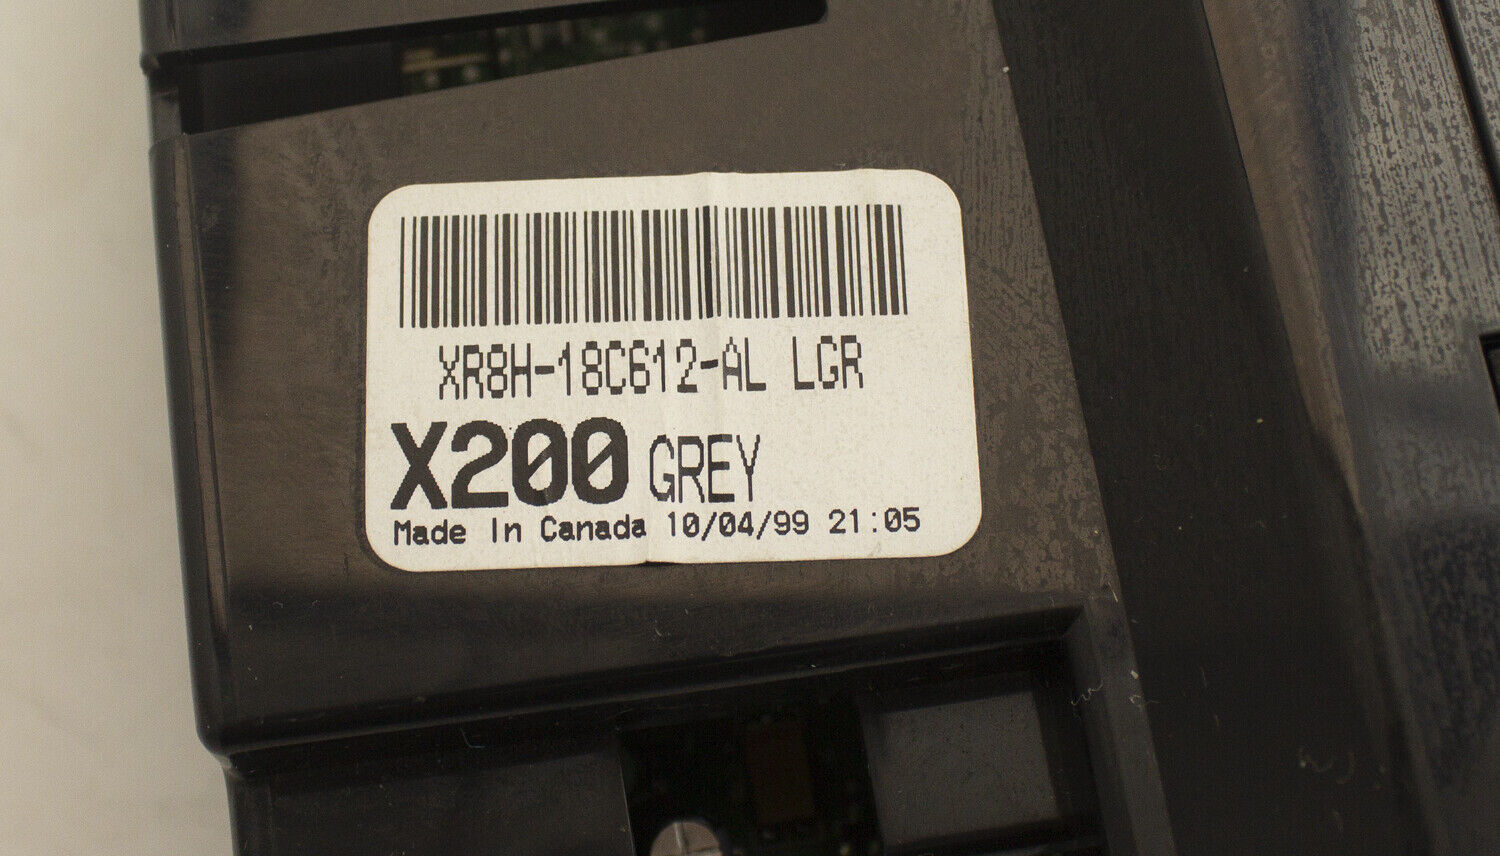 XR8H-18C612-AL LGR
X200 GREY
Made In Canada 10/04/99 21:05